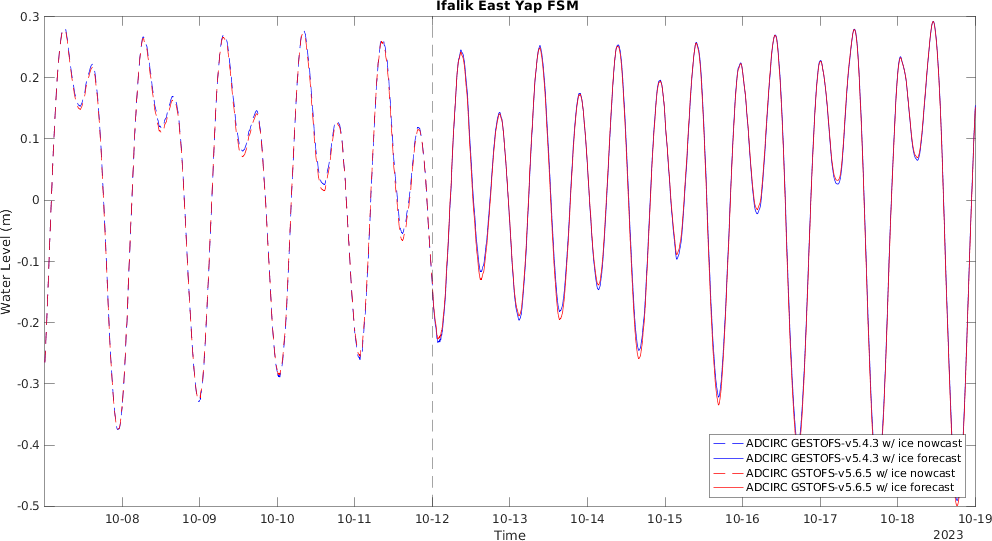 Ifalik East Yap FSM
Water Level (m)
0.3
0.2
0.1
0
-0.1
-0.2
-0.3
-0.4
-0.5
ADCIRC GESTOFS-v5.4.3 w/ ice nowcast
ADCIRC GESTOFS-v5.4.3 w/ ice forecast
ADCIRC GSTOFS-v5.6.5 w/ ice nowcast
ADCIRC GSTOFS-v5.6.5 w/ ice forecast
10-08 10-09 10-10 10-11 10-12 10-13 10-14 10-15 10-16 10-17 10-18 10-19
Time
2023